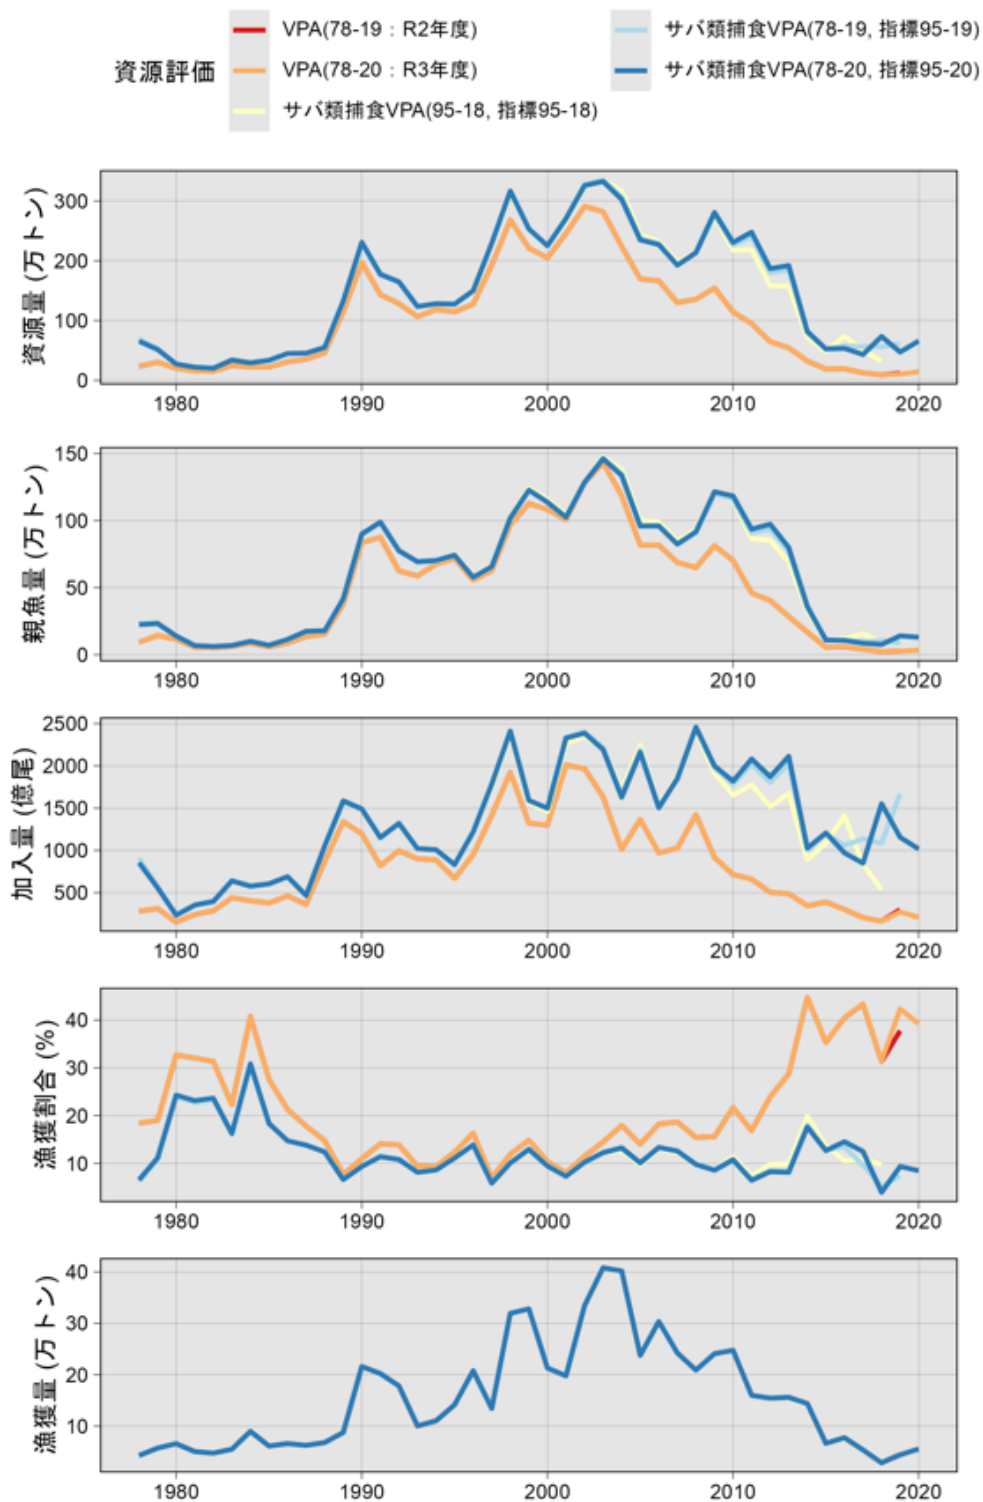 資源評価
VPA(78-19：R2年度)
VPA(78-20：R3年度)
サバ類捕食VPA(95-18, 指標95-18)
サバ類捕食VPA(78-19, 指標95-19)
サバ類捕食VPA(78-20, 指標95-20)
資源量 (万トン)
300
200
100
0
1980 1990 2000 2010 2020
親魚量 (万トン)
150
100
50
0
1980 1990 2000 2010 2020
加入量 (億尾)
2500
2000
1500
1000
500
1980 1990 2000 2010 2020
漁獲割合 (%)
40
30
20
10
1980 1990 2000 2010 2020
漁獲量 (万トン)
40
30
20
10
1980 1990 2000 2010 2020